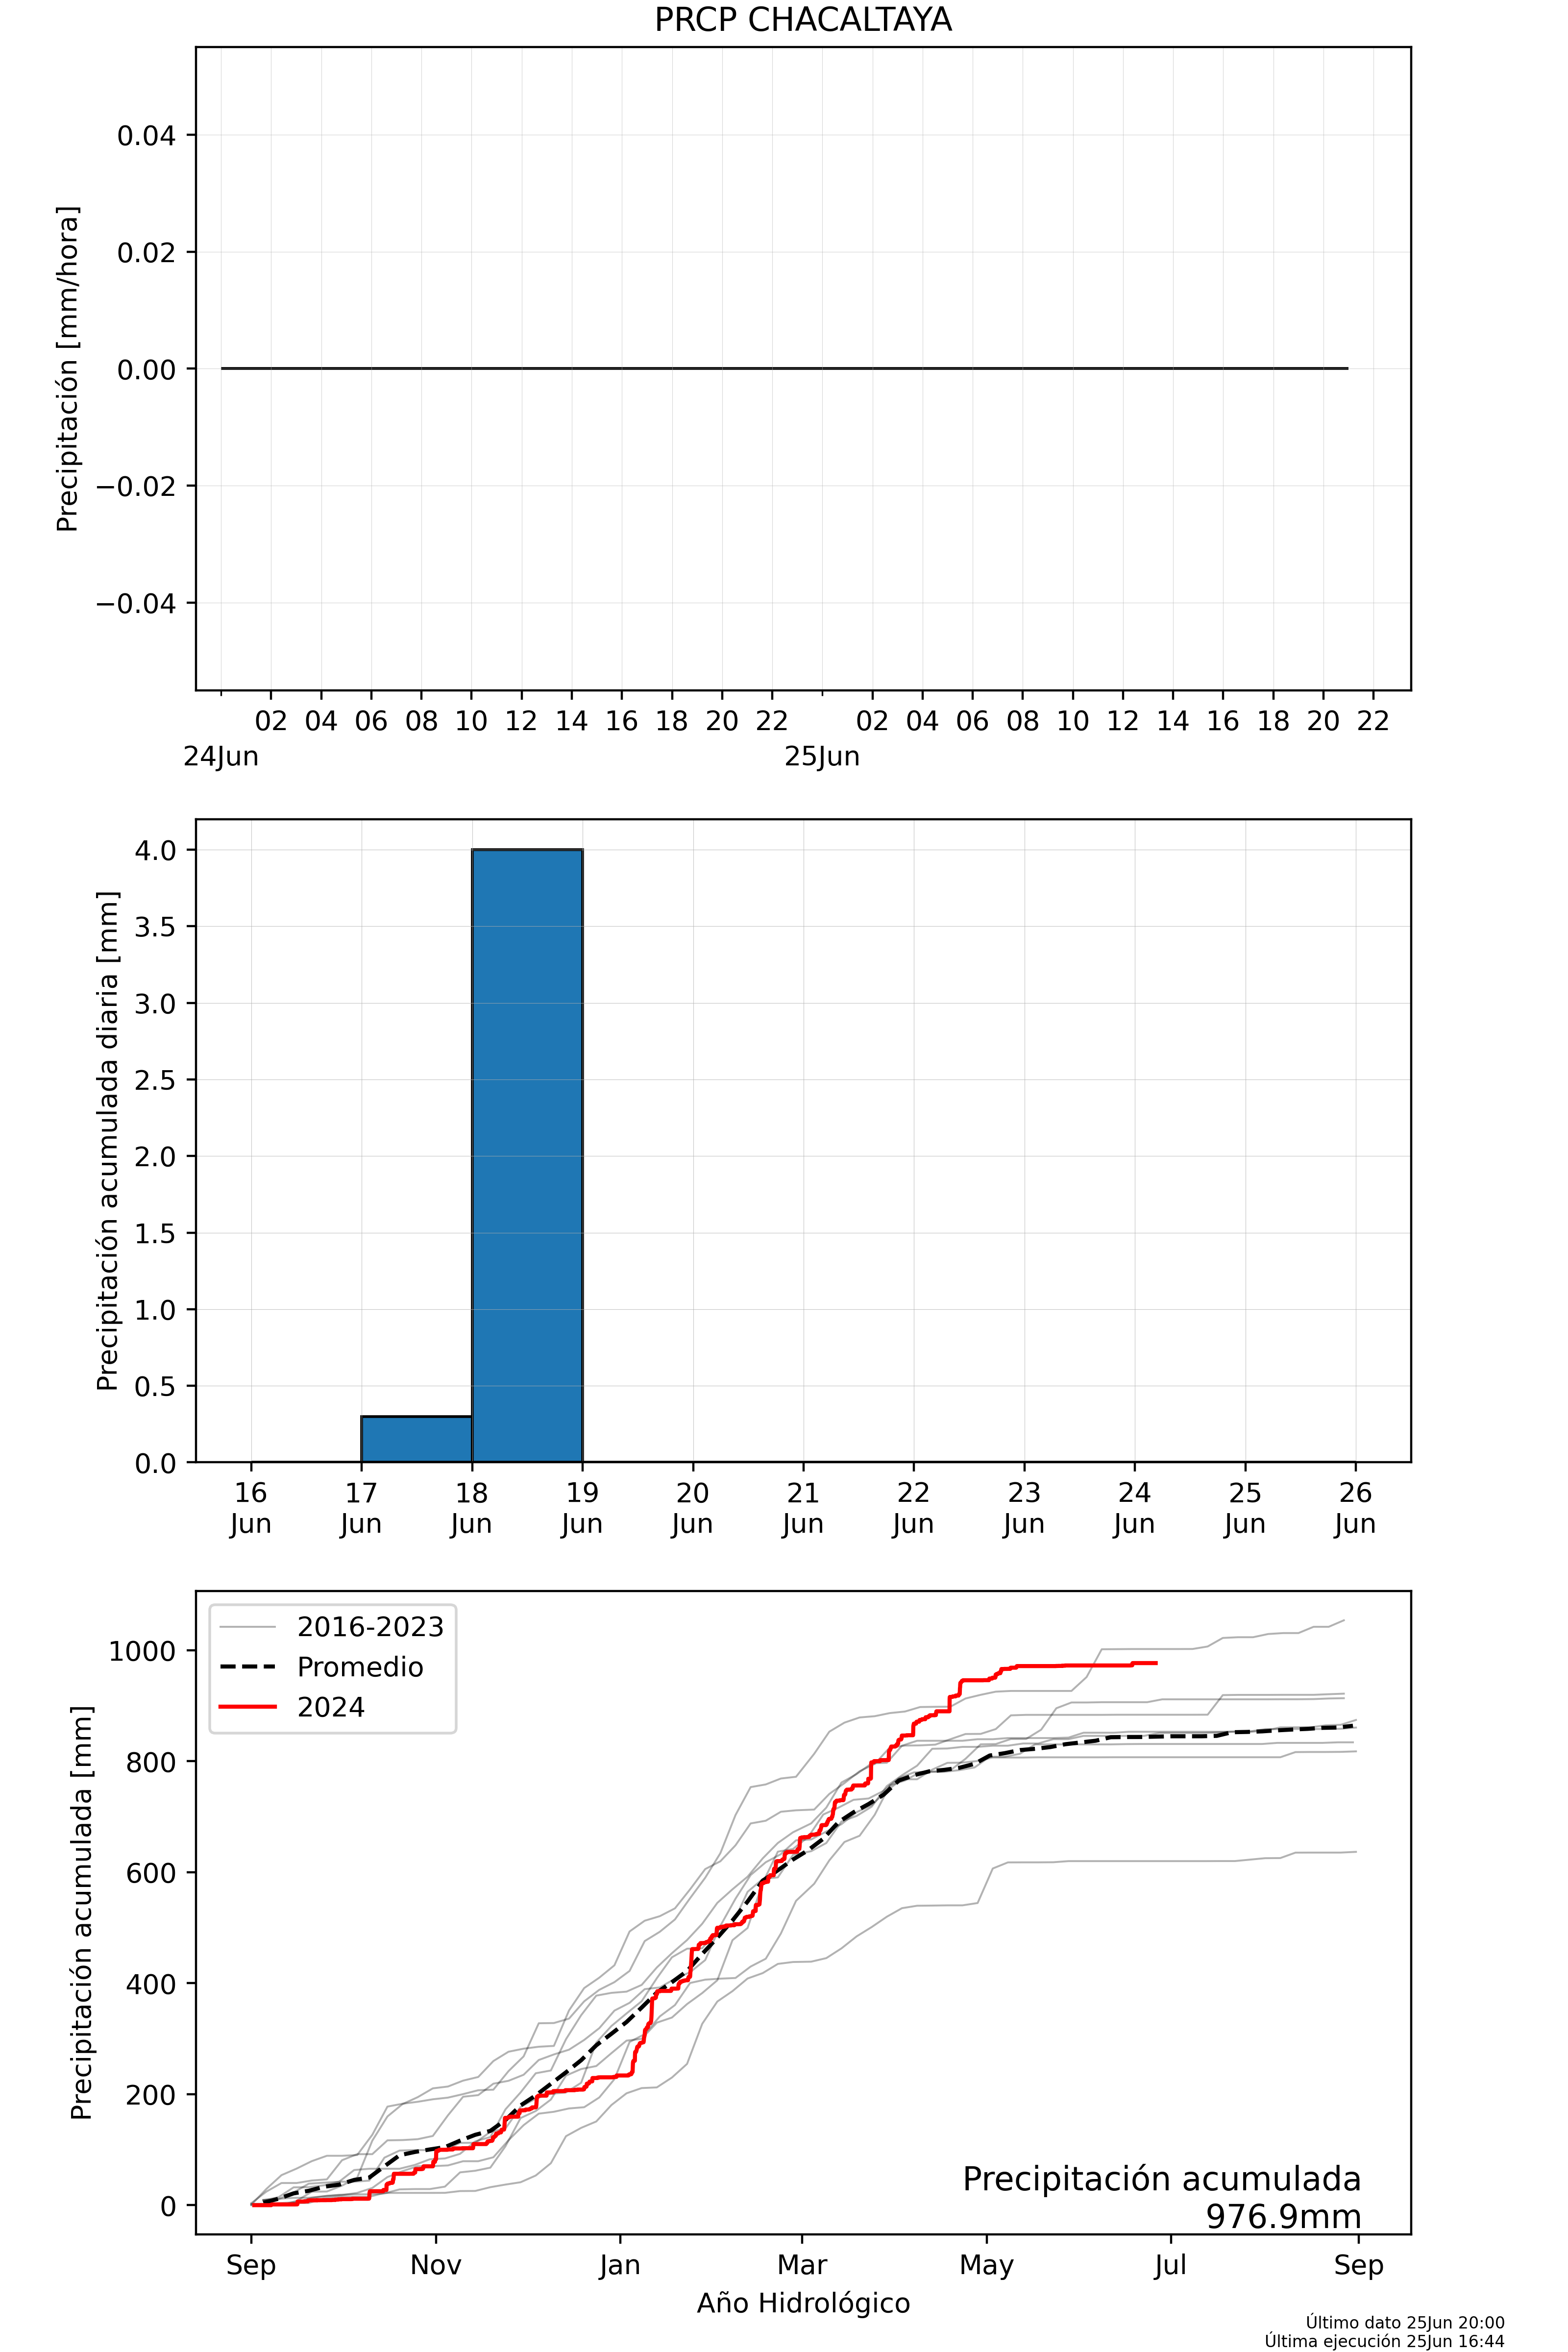 PRCP CHACALTAYA
Precipitación [mm/hora]
0.04
0.02
0.00
−0.02
−0.04
02 04 06 08 10 12 14 16 18 20 22 02 04 06 08 10 12 14 16 18 20 22
24Jun 25Jun
Precipitación acumulada diaria [mm]
4.0
3.5
3.0
2.5
2.0
1.5
1.0
0.5
0.0
16 17 18 19 20 21 22 23 24 25 26
Jun Jun Jun Jun Jun Jun Jun Jun Jun Jun Jun
Precipitación acumulada [mm]
1000
800
600
400
200
0
2016-2023
Promedio
2024
Precipitación acumulada
976.9mm
Sep Nov Jan Mar May Jul Sep
Año Hidrológico
Último dato 25Jun 20:00
Última ejecución 25Jun 16:44